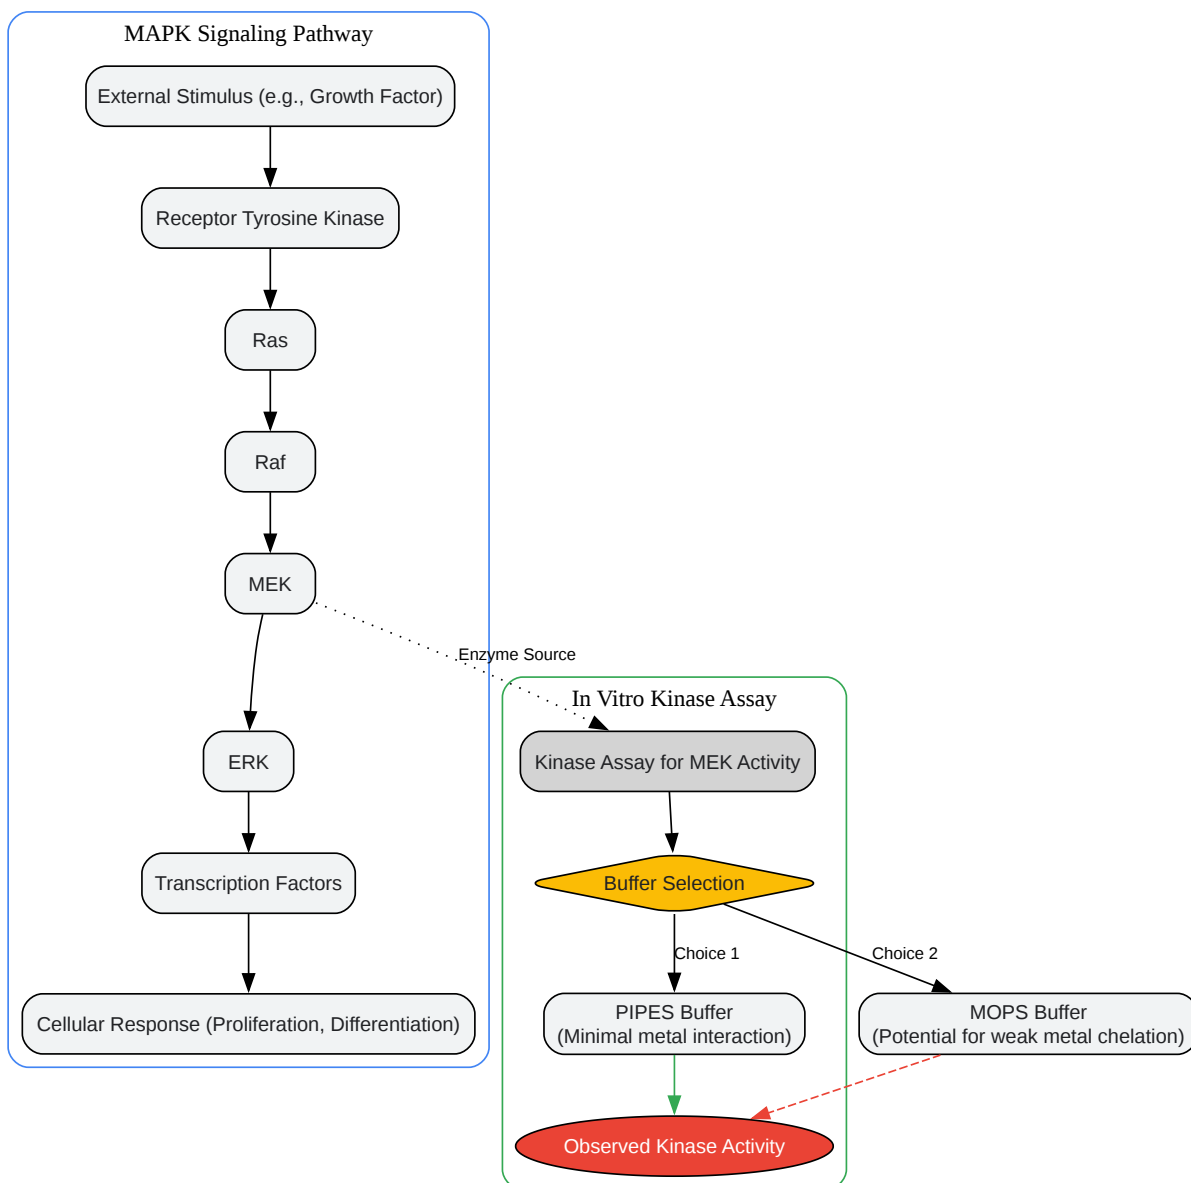 MAPK Signaling Pathway
External Stimulus (e.g., Growth Factor)
Receptor Tyrosine Kinase
Ras
Raf
MEK
Enzyme Source
In Vitro Kinase Assay
ERK
Kinase Assay for MEK Activity
Transcription Factors
Buffer Selection
Choice 1
Choice 2
Cellular Response (Proliferation, Differentiation)
PIPES Buffer
(Minimal metal interaction)
MOPS Buffer
(Potential for weak metal chelation)
Observed Kinase Activity